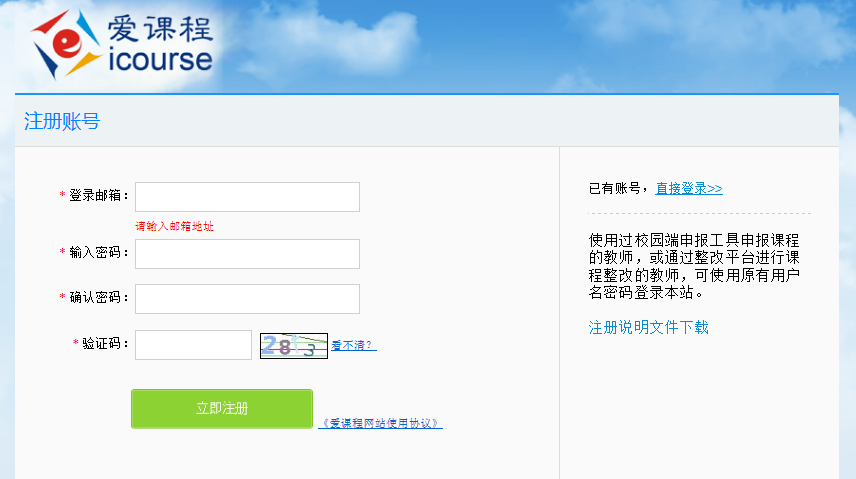 爱课程
icourse
注册账号
* 登录邮箱：
请输入邮箱地址
* 输入密码：
* 确认密码：
* 验证码：
看不清？
立即注册
《爱课程网站使用协议》
已有账号，直接登录>>
使用过校园端申报工具申报课程
的教师，或通过整改平台进行课
程整改的教师，可使用原有用户
名密码登录本站。
注册说明文件下载